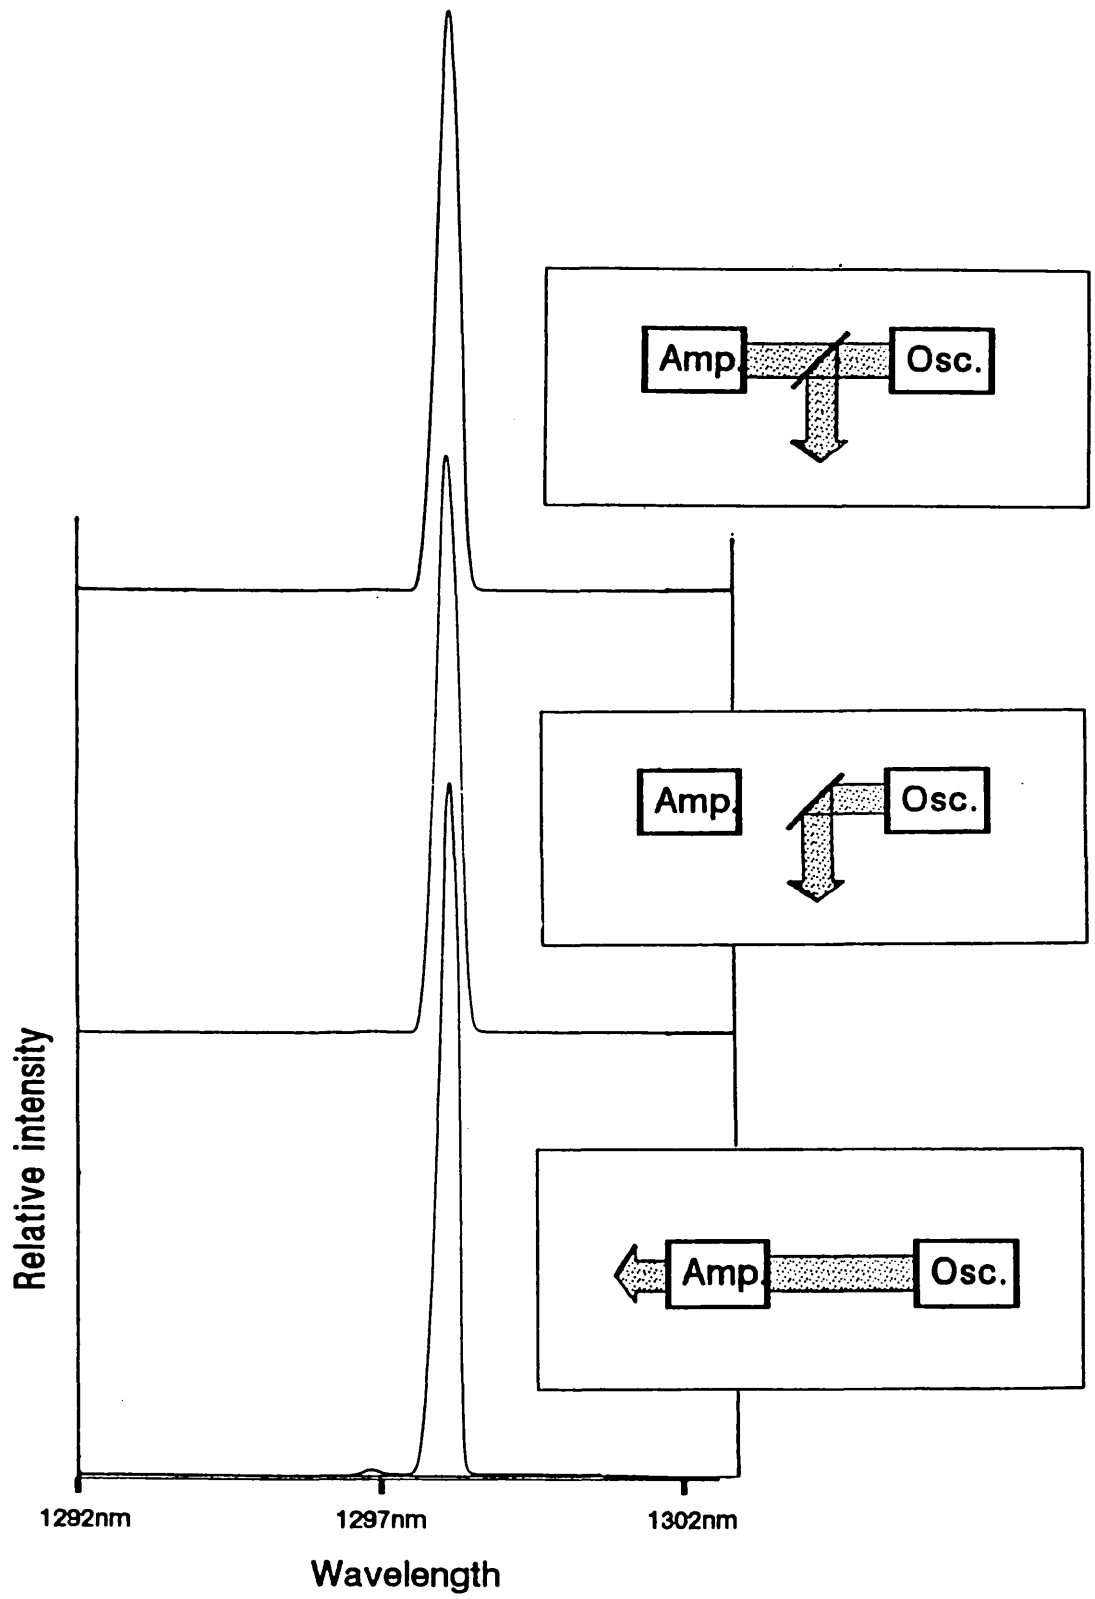 Amp. Osc.
Amp. Osc.
Amp. Osc.
Relative intensity
1292nm 1297nm 1302nm
Wavelength